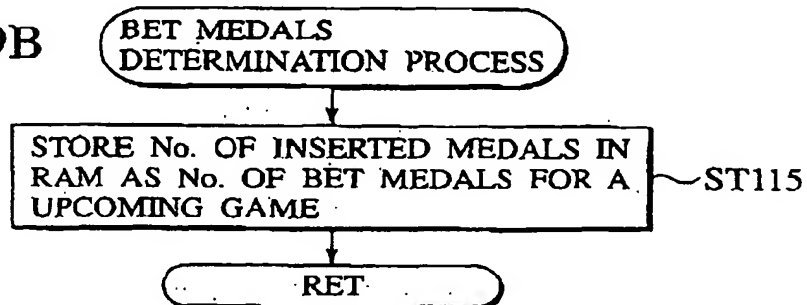 BET MEDALS
DETERMINATION PROCESS
STORE No. OF INSERTED MEDALS IN
RAM AS No. OF BET MEDALS FOR A
UPCOMING GAME
ST115
RET